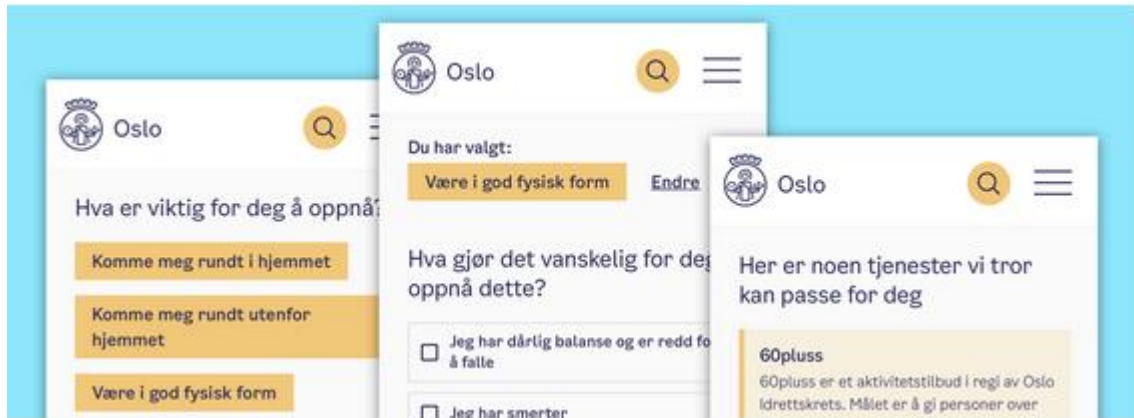 Oslo
Hva er viktig for deg å oppnå?
Komme meg rundt i hjemmet
Komme meg rundt utenfor
hjemmet
Være i god fysisk form
Oslo
Du har valgt:
Være i god fysisk form
Endre
Hva gjør det vanskelig for deg
oppnå dette?
Jeg har dårlig balanse og er redd fo
å falle
Jeg har smerter
Oslo
Her er noen tjenester vi tror
kan passe for deg
60pluss
60pluss er et aktivitetstilbud i regi av Oslo
Idrettskrets. Målet er å gi personer over